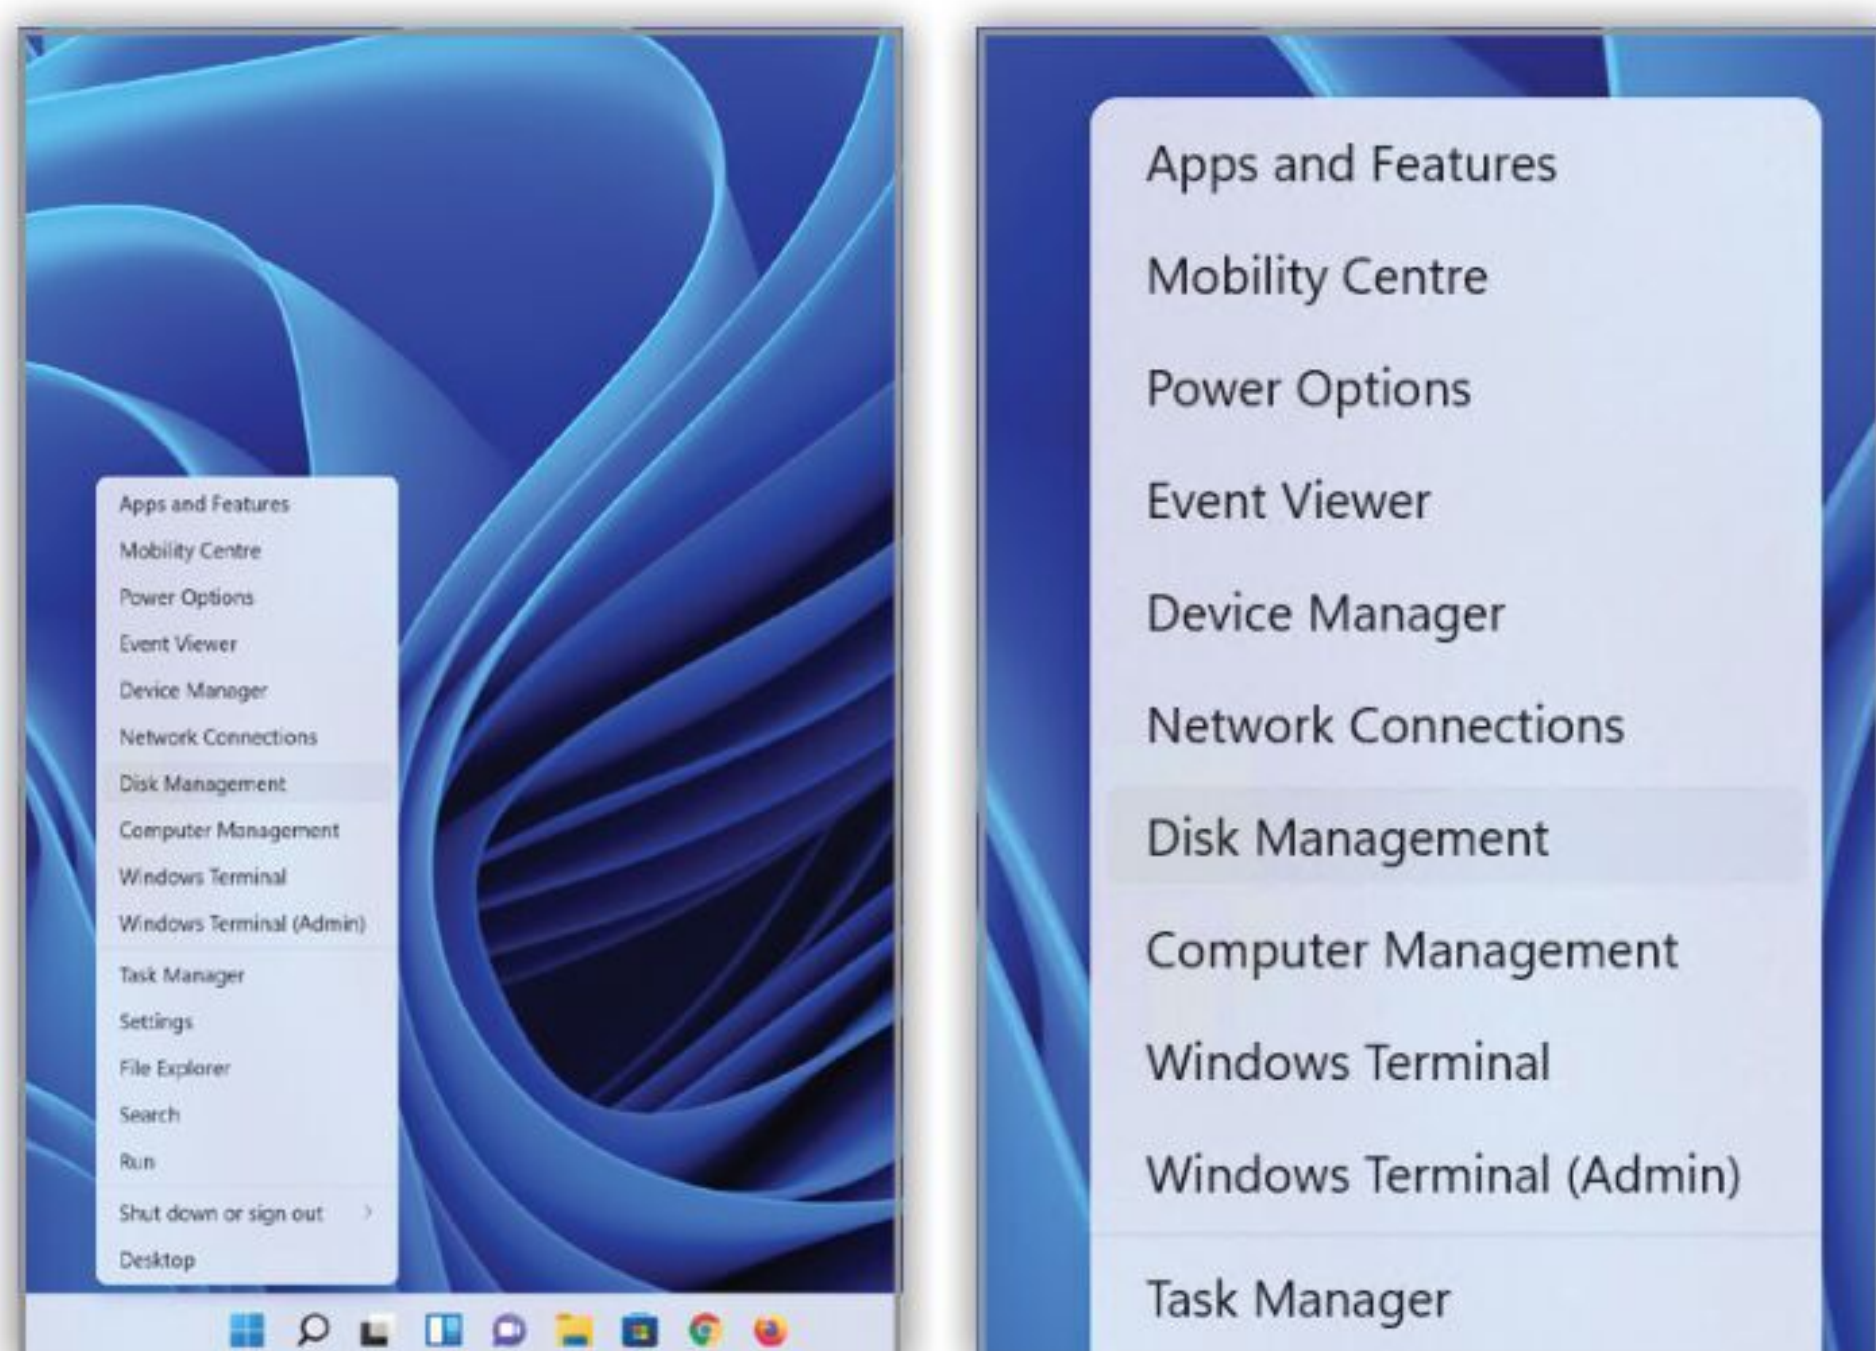 Apps and Features
Mobility Centre
Power Options
Event Viewer
Device Manager
Network Connections
Disk Management
Computer Management
Windows Terminal
Windows Terminal (Admin)
Task Manager
Settings
File Explorer
Search
Run
Shut down or sign out
Desktop
Apps and Features
Mobility Centre
Power Options
Event Viewer
Device Manager
Network Connections
Disk Management
Computer Management
Windows Terminal
Windows Terminal (Admin)
Task Manager